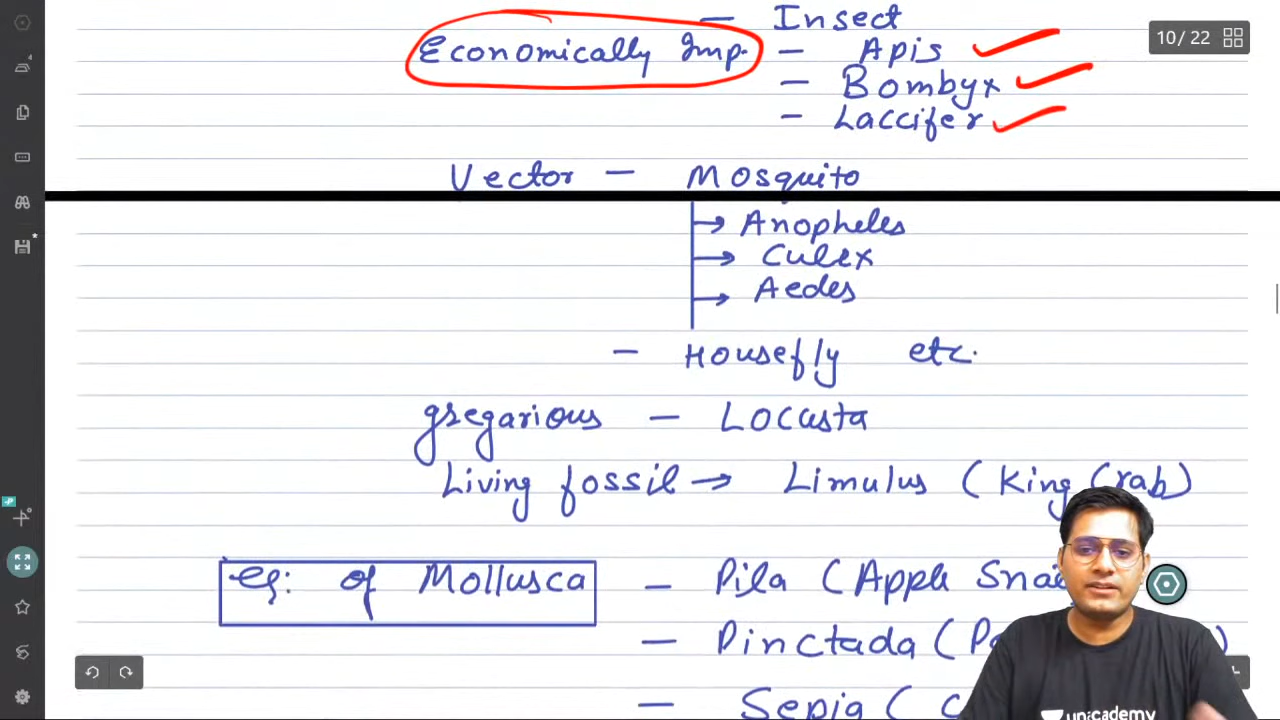 - Insect
10 / 22
Economically Imp. - Apis
- Bombyx
- Laccifer
Vector - Mosquito
→ Anopheles
→ Culex
→ Aedes
- Housefly etc.
gregarious - Locusta
Living fossil → Limulus (King Crab)
eg: of Mollusca - Pila (Apple
- Pinctada (
- Sepia (
unacademy